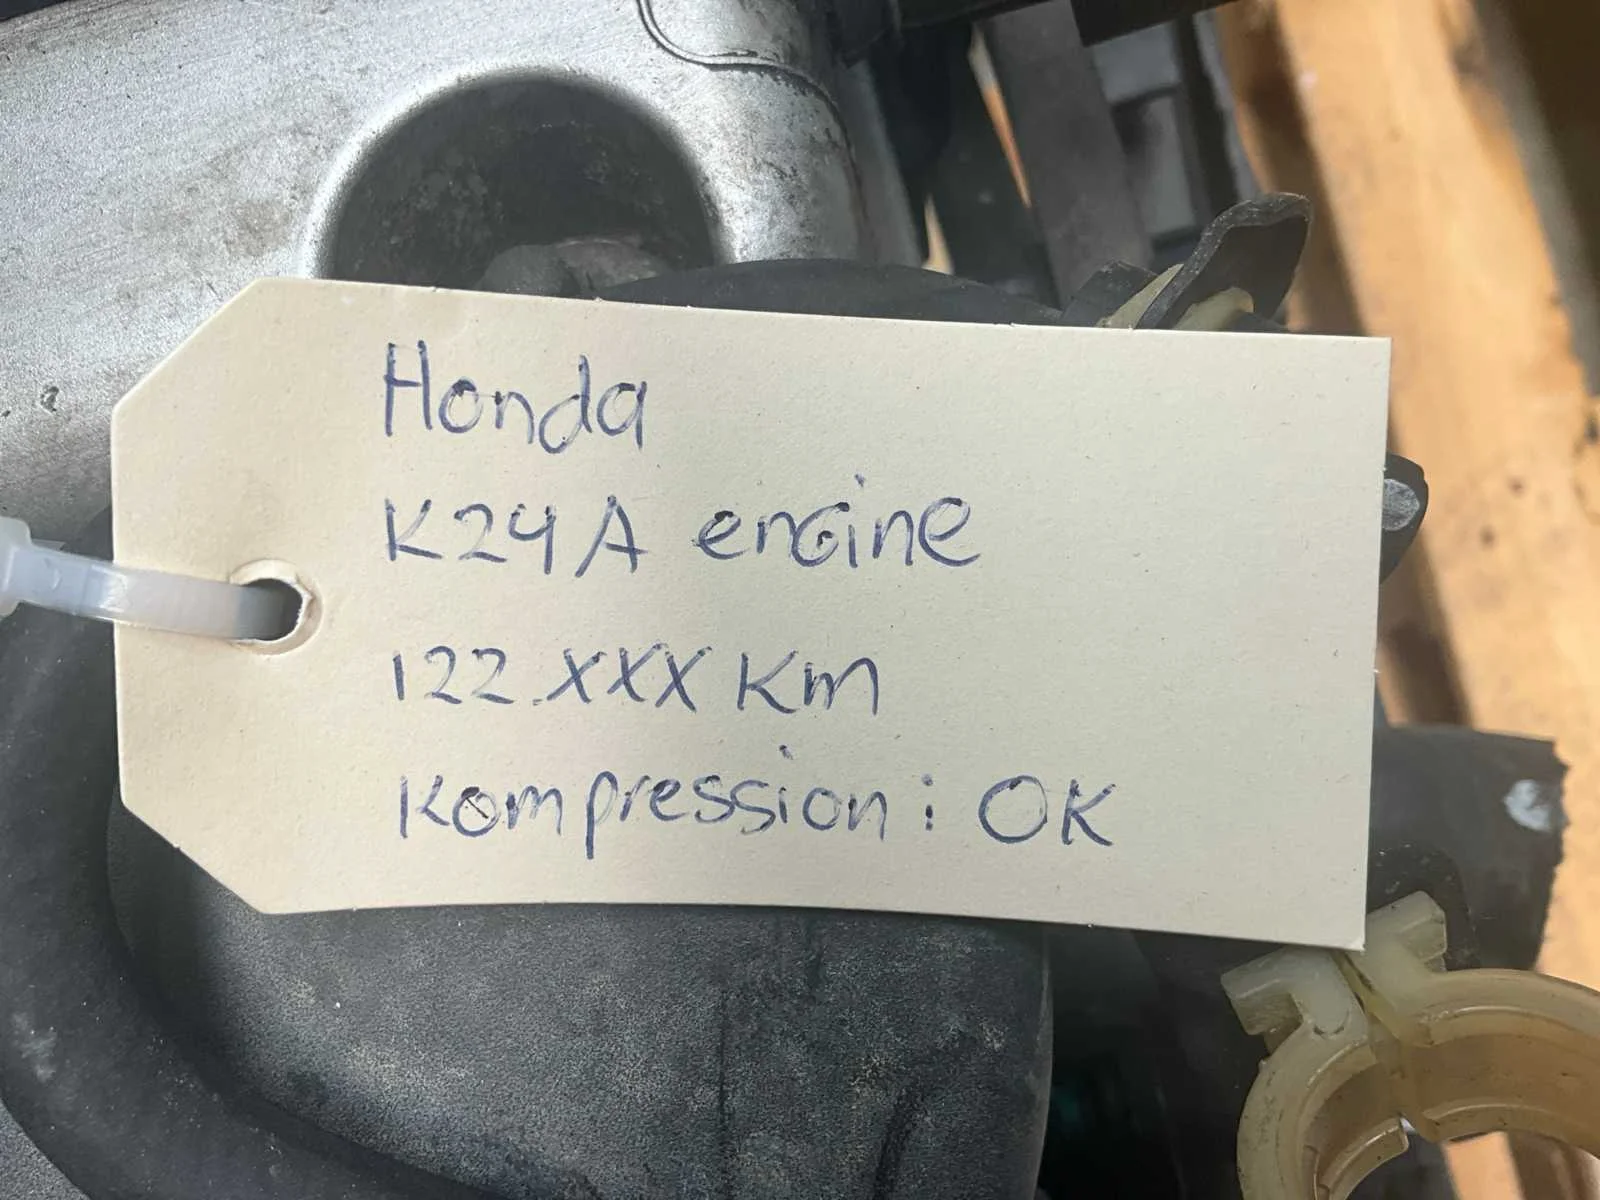 Honda
K24A engine
122.XXX Km
Kompression: OK